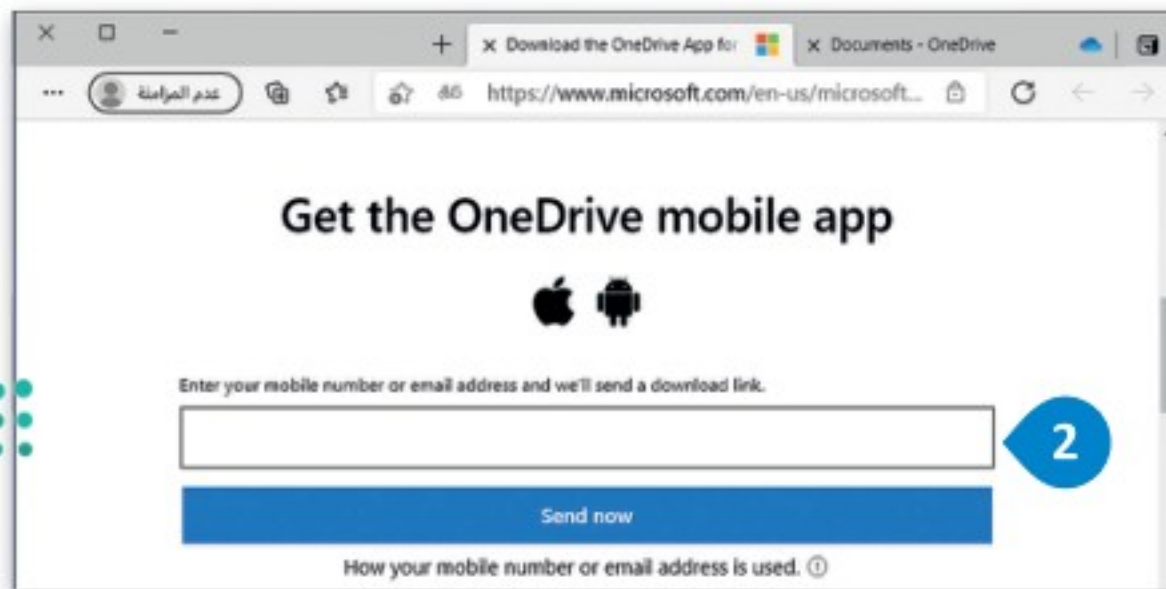 Download the OneDrive App for
Documents - OneDrive
عدم المزامنة
https://www.microsoft.com/en-us/microsoft...
Get the OneDrive mobile app
Enter your mobile number or email address and we'll send a download link.
2
Send now
How your mobile number or email address is used.